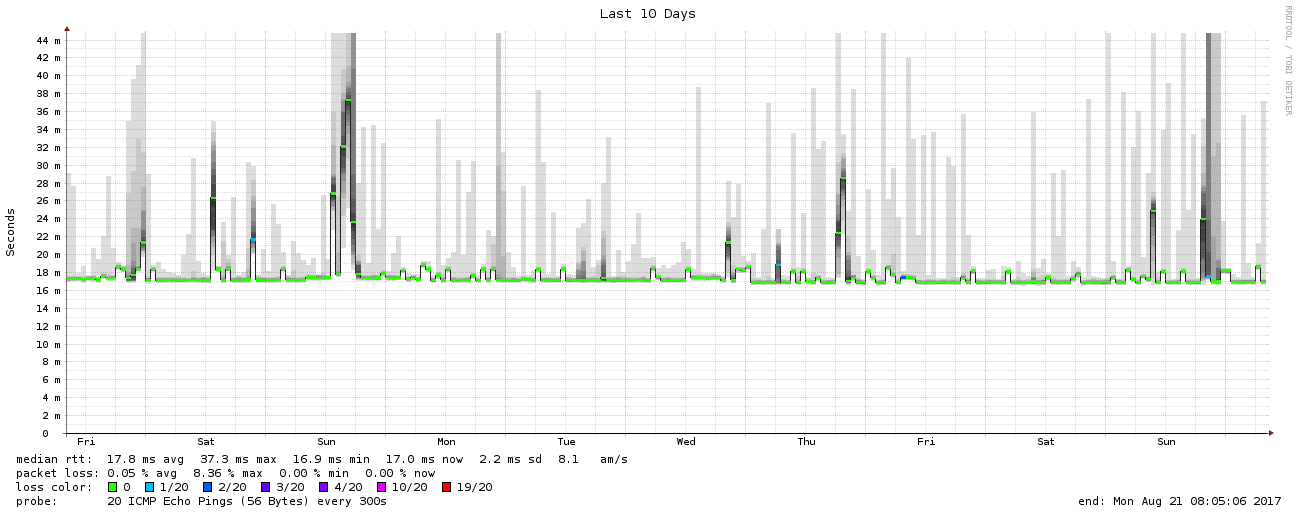 Last 10 Days
RRDTOOL / TOBI OETIKER
Seconds
44 m
42 m
40 m
38 m
36 m
34 m
32 m
30 m
28 m
26 m
24 m
22 m
20 m
18 m
16 m
14 m
12 m
10 m
8 m
6 m
4 m
2 m
0
Fri Sat Sun Mon Tue Wed Thu Fri Sat Sun
median rtt: 17.8 ms avg 37.3 ms max 16.9 ms min 17.0 ms now 2.2 ms sd 8.1 am/s
packet loss: 0.05 % avg 8.36 % max 0.00 % min 0.00 % now
loss color: 0 1/20 2/20 3/20 4/20 10/20 19/20
probe: 20 ICMP Echo Pings (56 Bytes) every 300s
end: Mon Aug 21 08:05:06 2017